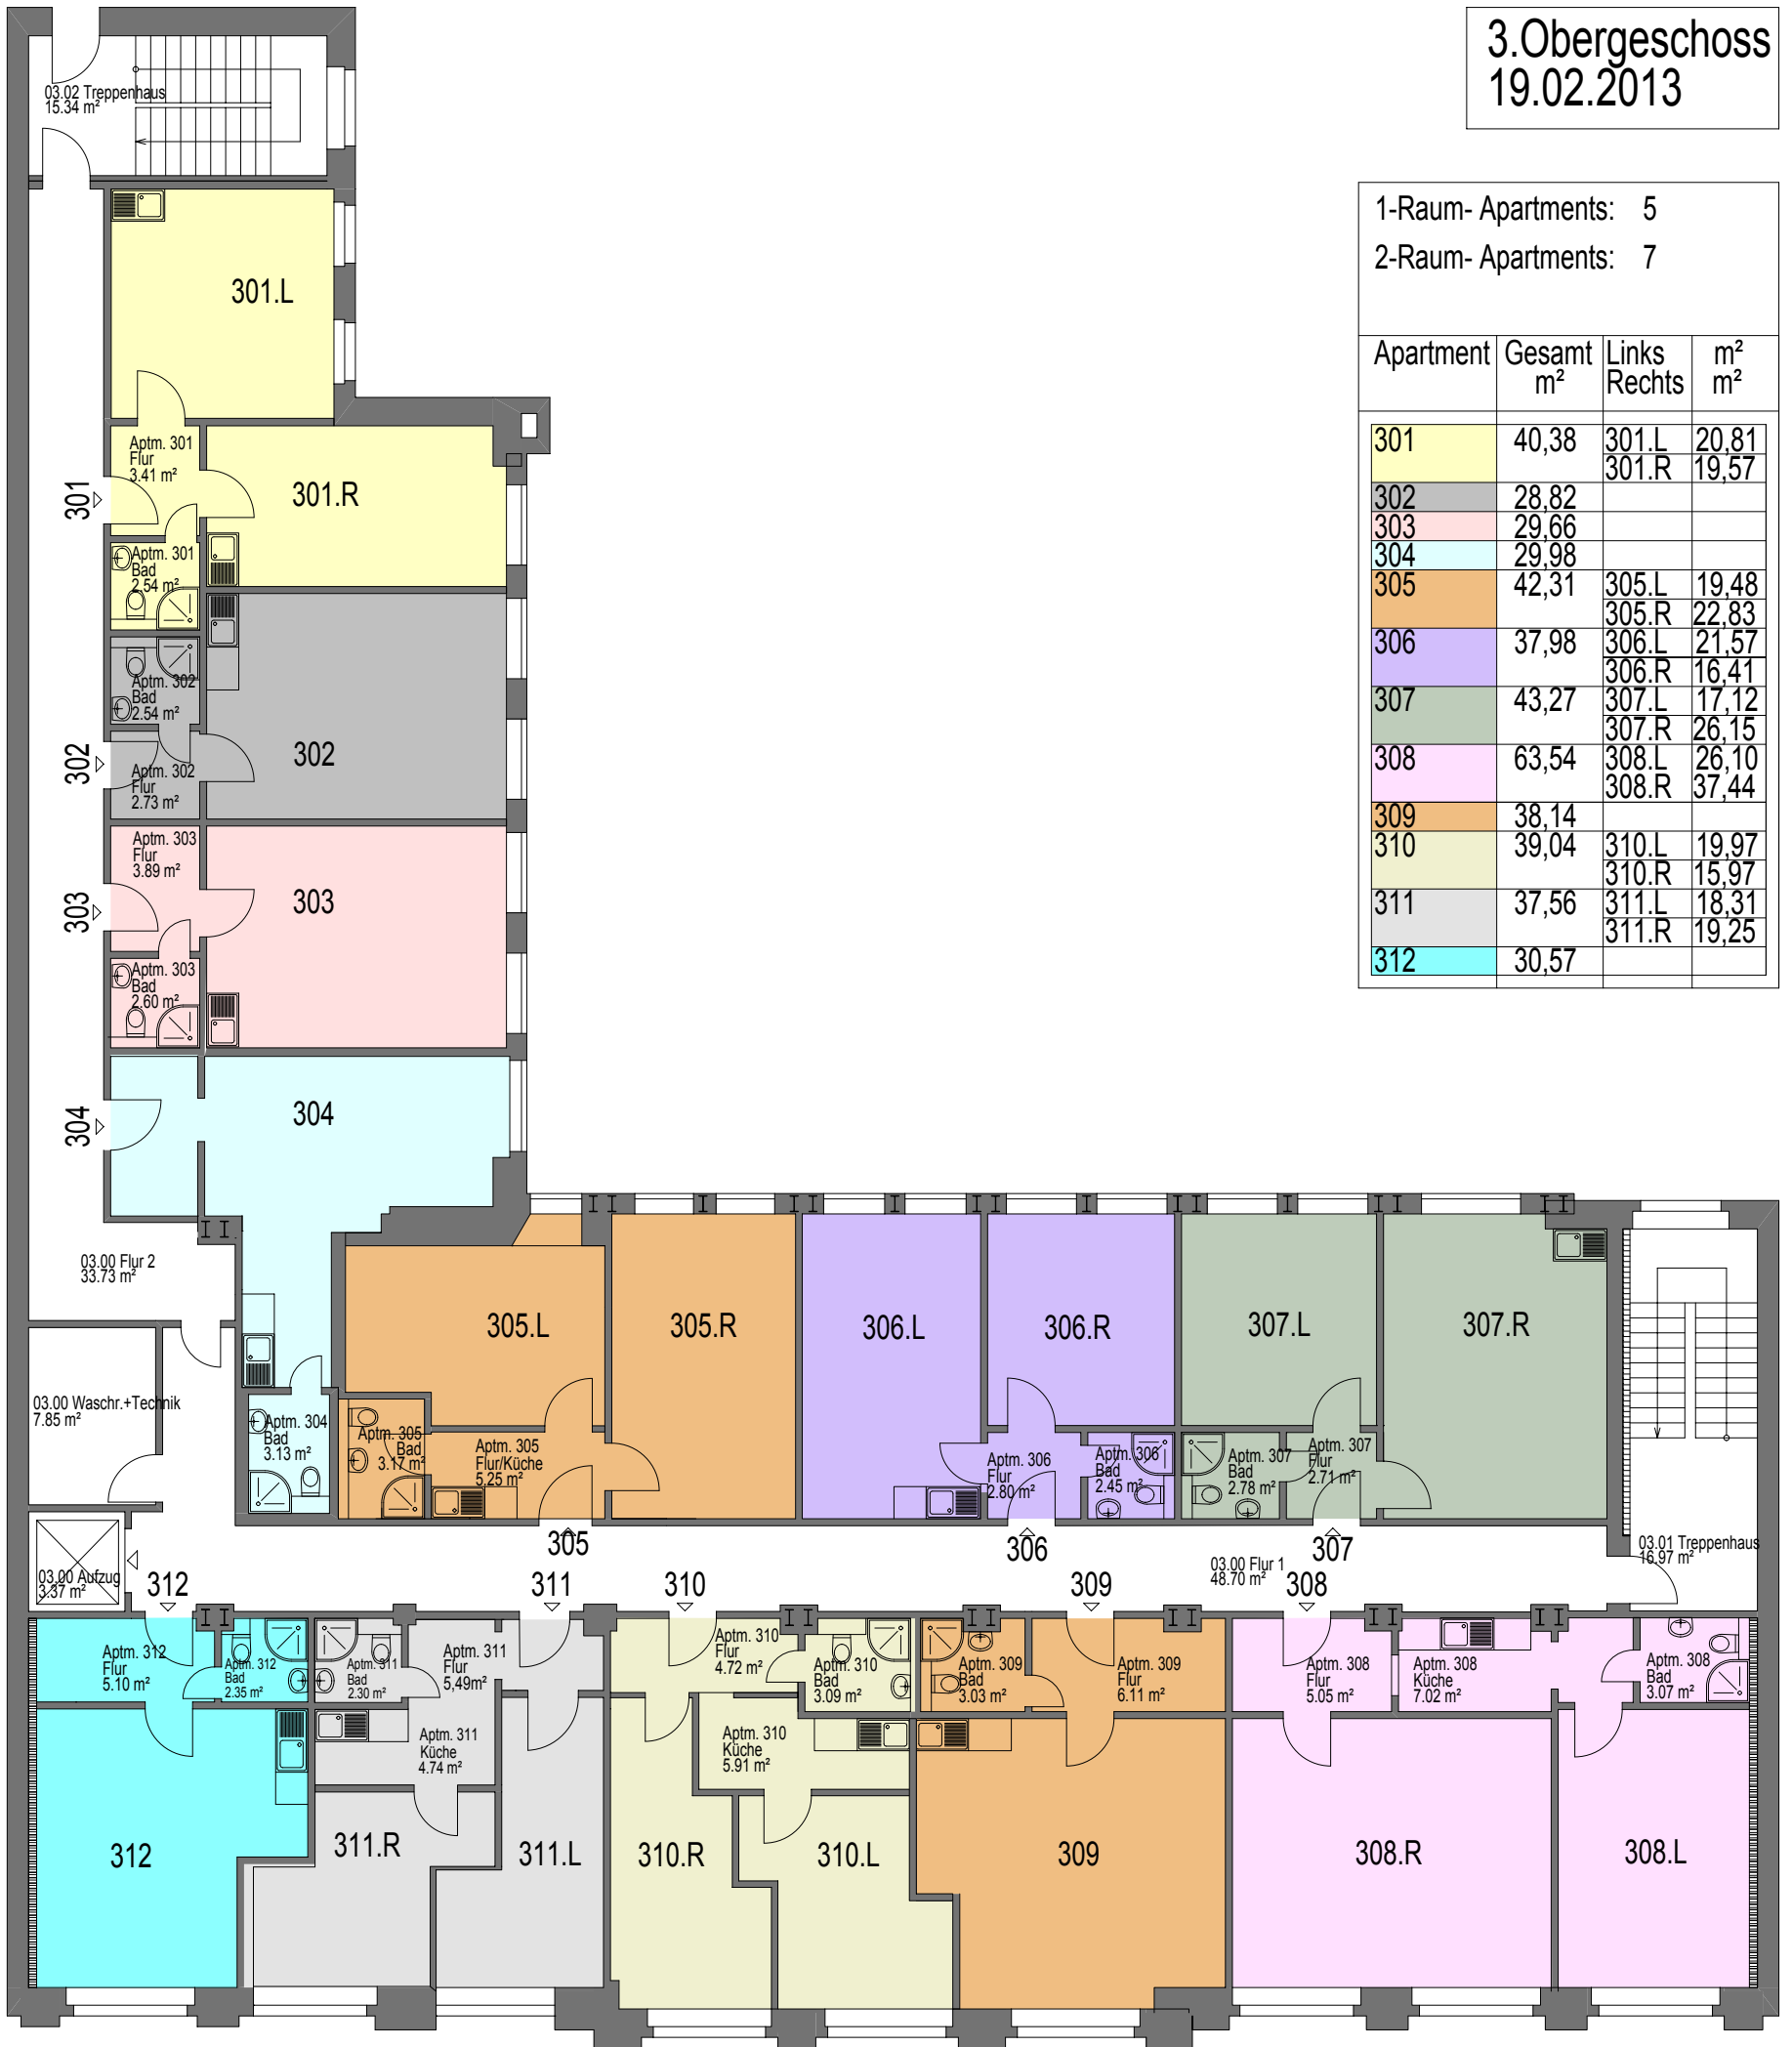 3.Obergeschoss
19.02.2013
1-Raum- Apartments: 5
2-Raum- Apartments: 7
Apartment Gesamt Links m²
m² Rechts m²
301 40,38 301.L 20,81
301.R 19,57
302 28,82
303 29,66
304 29,98
305 42,31 305.L 19,48
305.R 22,83
306 37,98 306.L 21,57
306.R 16,41
307 43,27 307.L 17,12
307.R 26,15
308 63,54 308.L 26,10
308.R 37,44
309 38,14
310 39,04 310.L 19,97
310.R 15,97
311 37,56 311.L 18,31
311.R 19,25
312 30,57
03.02 Treppenhaus
15.34 m²
301.L
Aptm. 301
Flur
3.41 m²
301
301.R
Aptm. 301
Bad
2.54 m²
Aptm. 302
Bad
2.54 m²
302
302
Aptm. 302
Flur
2.73 m²
Aptm. 303
Flur
3.89 m²
303
303
Aptm. 303
Bad
2.60 m²
304
304
03.00 Flur 2
33.73 m²
03.00 Waschr.+Technik
7.85 m²
Aptm. 304
Bad
3.13 m²
305.L
305.R
306.L
306.R
307.L
307.R
Aptm. 305
Bad
3.17 m²
Aptm. 305
Flur/Küche
5.25 m²
Aptm. 306
Flur
2.80 m²
Aptm. 306
Bad
2.45 m²
Aptm. 307
Bad
2.78 m²
Aptm. 307
Flur
2.71 m²
03.01 Treppenhaus
16.97 m²
305
306
307
03.00 Flur 1
48.70 m²
03.00 Aufzug
3.37 m²
312
311
310
309
308
Aptm. 312
Flur
5.10 m²
Aptm. 312
Bad
2.35 m²
Aptm. 311
Bad
2.30 m²
Aptm. 311
Flur
5,49m²
Aptm. 310
Flur
4.72 m²
Aptm. 310
Bad
3.09 m²
Aptm. 309
Bad
3.03 m²
Aptm. 309
Flur
6.11 m²
Aptm. 308
Flur
5.05 m²
Aptm. 308
Küche
7.02 m²
Aptm. 308
Bad
3.07 m²
Aptm. 311
Küche
4.74 m²
Aptm. 310
Küche
5.91 m²
312
311.R
311.L
310.R
310.L
309
308.R
308.L